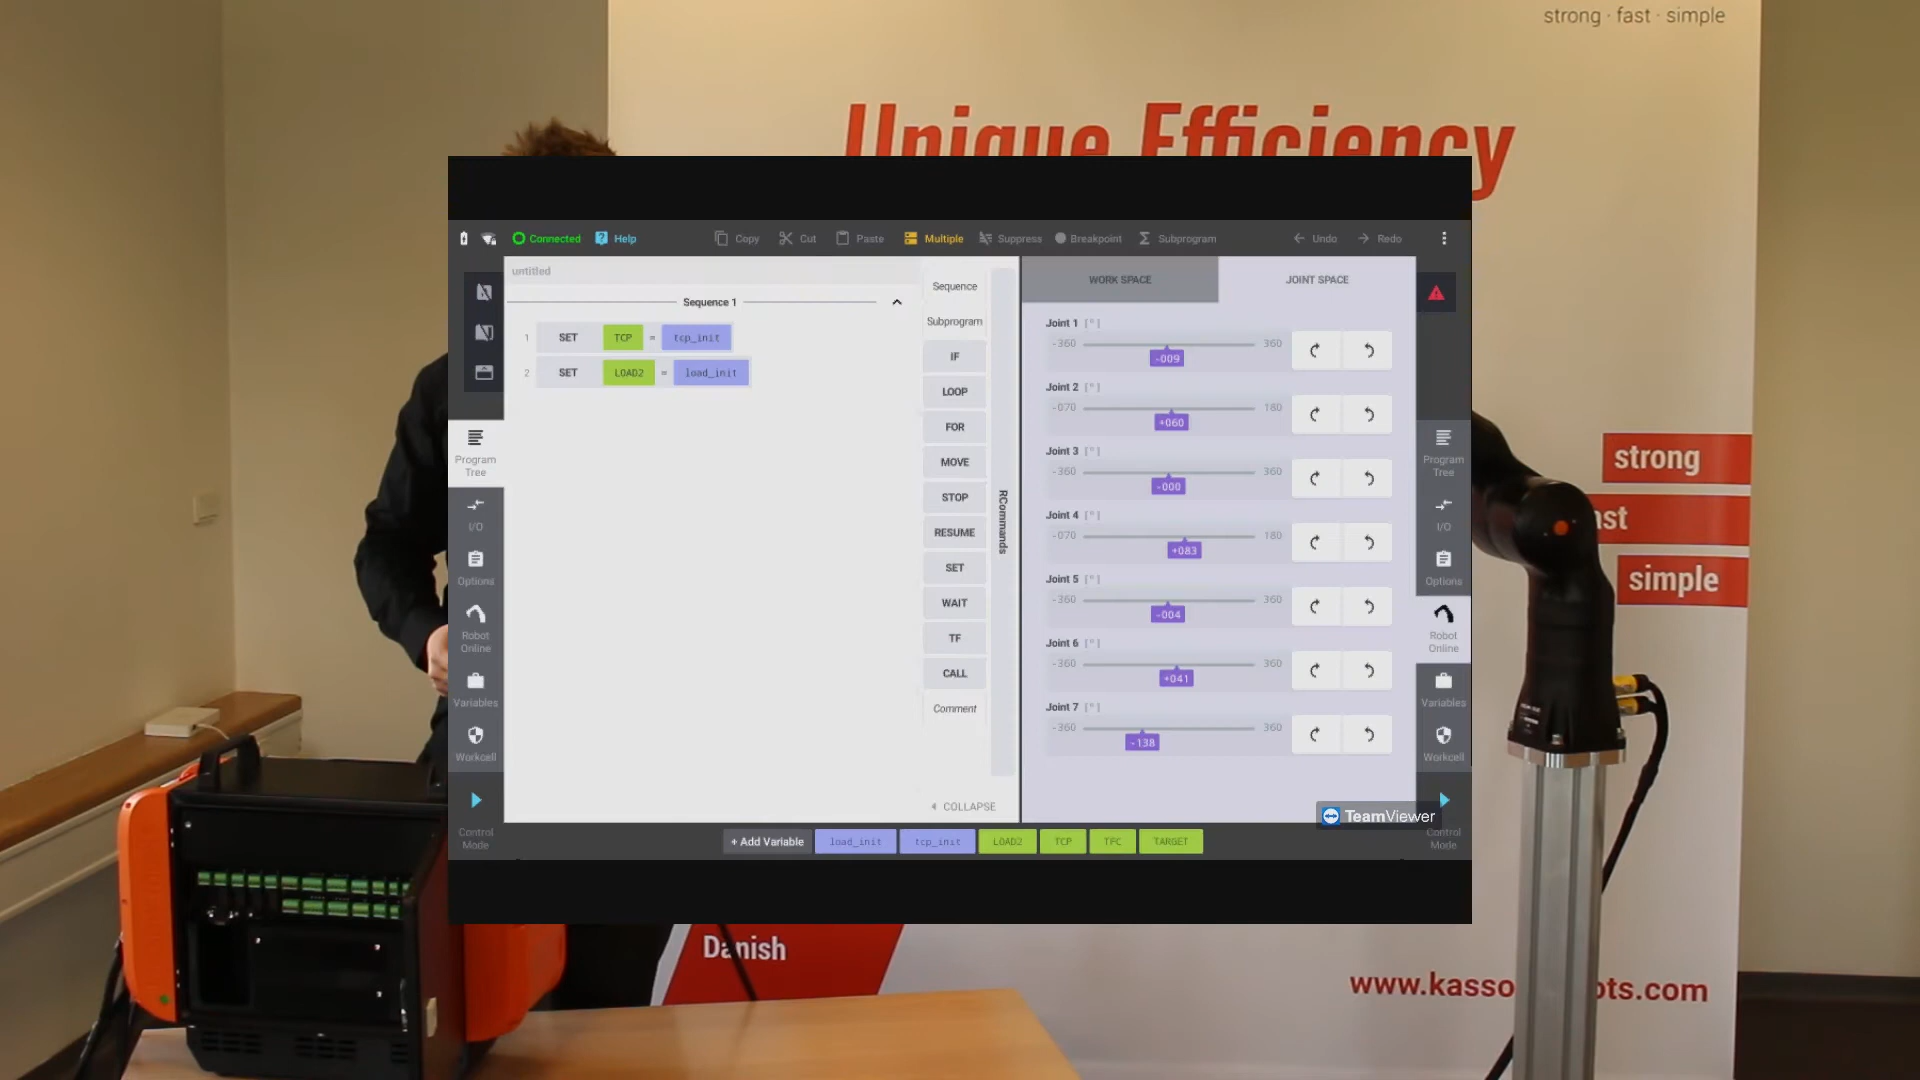 strong · fast · simple
Unique Efficiency
Connected Help Copy Cut Paste Multiple Suppress Breakpoint Subprogram Undo Redo
untitled
Sequence 1
1 SET TCP = tcp_init
2 SET LOAD2 = load_init
Program Tree
I/O
Options
Robot Online
Variables
Workcell
Control Mode
Sequence
Subprogram
IF
LOOP
FOR
MOVE
STOP
RESUME
SET
WAIT
TF
CALL
Comment
RCommands
COLLAPSE
WORK SPACE JOINT SPACE
Joint 1 [°]
-360 360
-009
Joint 2 [°]
-070 180
+060
Joint 3 [°]
-360 360
-000
Joint 4 [°]
-070 180
+083
Joint 5 [°]
-360 360
-004
Joint 6 [°]
-360 360
+041
Joint 7 [°]
-360 360
-138
Program Tree
I/O
Options
Robot Online
Variables
Workcell
Control Mode
TeamViewer
+ Add Variable load_init tcp_init LOAD2 TCP TFC TARGET
strong
simple
Danish